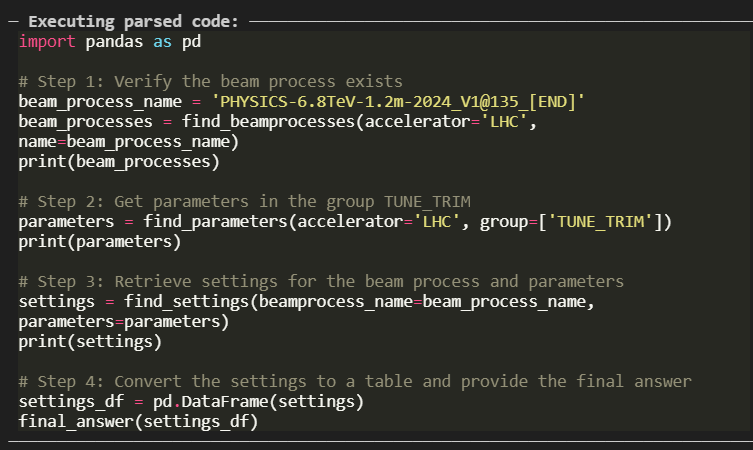 Executing parsed code:
import pandas as pd
# Step 1: Verify the beam process exists
beam_process_name = 'PHYSICS-6.8TeV-1.2m-2024_V1@135_[END]'
beam_processes = find_beamprocesses(accelerator='LHC',
name=beam_process_name)
print(beam_processes)
# Step 2: Get parameters in the group TUNE_TRIM
parameters = find_parameters(accelerator='LHC', group=['TUNE_TRIM'])
print(parameters)
# Step 3: Retrieve settings for the beam process and parameters
settings = find_settings(beamprocess_name=beam_process_name,
parameters=parameters)
print(settings)
# Step 4: Convert the settings to a table and provide the final answer
settings_df = pd.DataFrame(settings)
final_answer(settings_df)